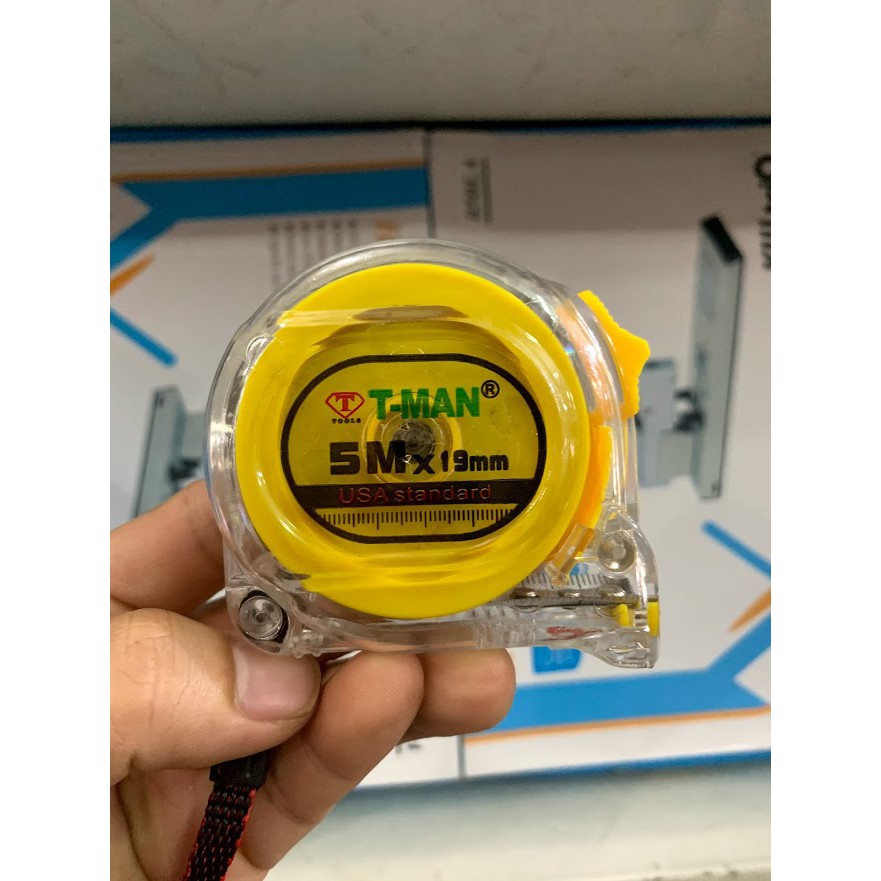 T
TOOLS
T-MAN®
5M x 19mm
USA standard